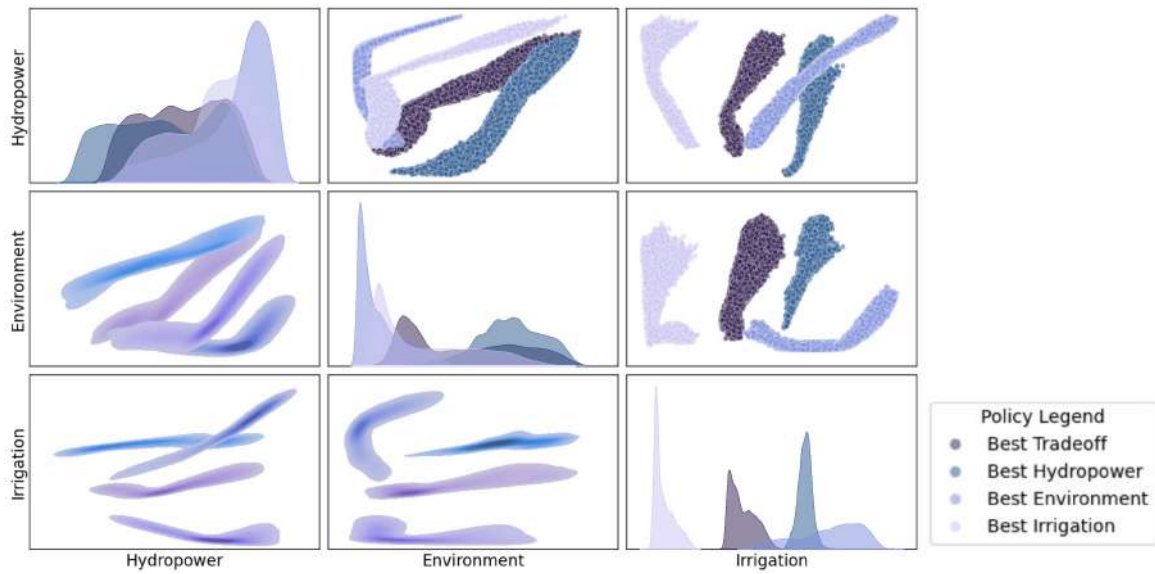 Hydropower
Environment
Irrigation
Hydropower
Environment
Irrigation
Policy Legend
Best Tradeoff
Best Hydropower
Best Environment
Best Irrigation